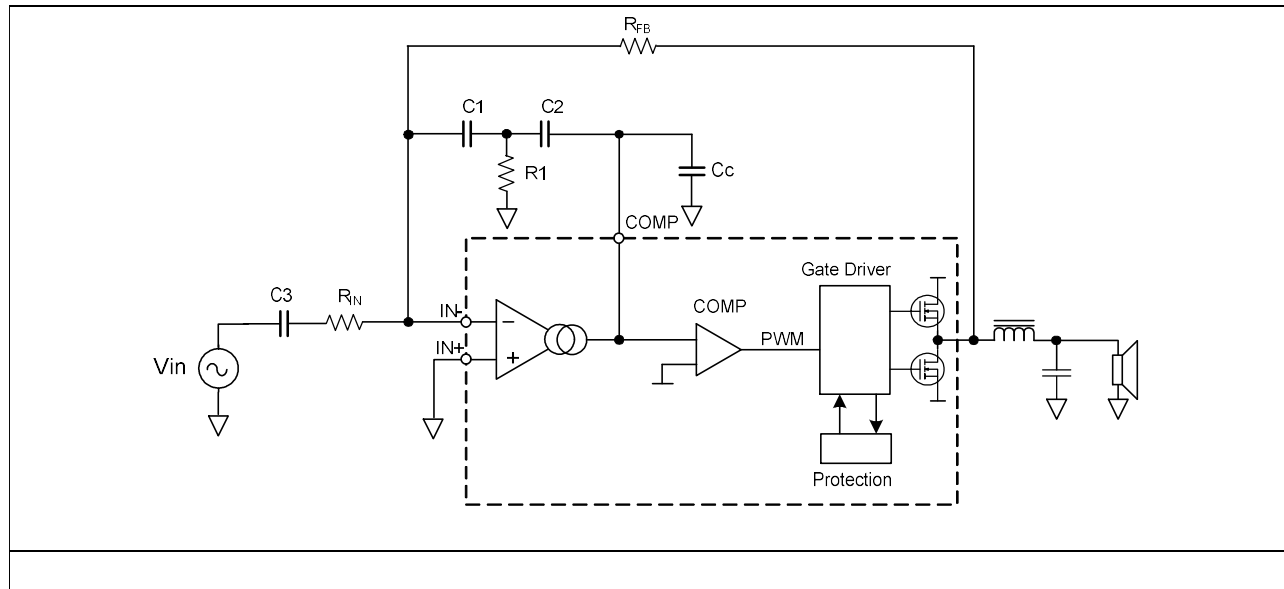 RFB
C1
C2
R1
Cc
COMP
Gate Driver
C3
RIN
IN-
COMP
Vin
IN+
PWM
Protection